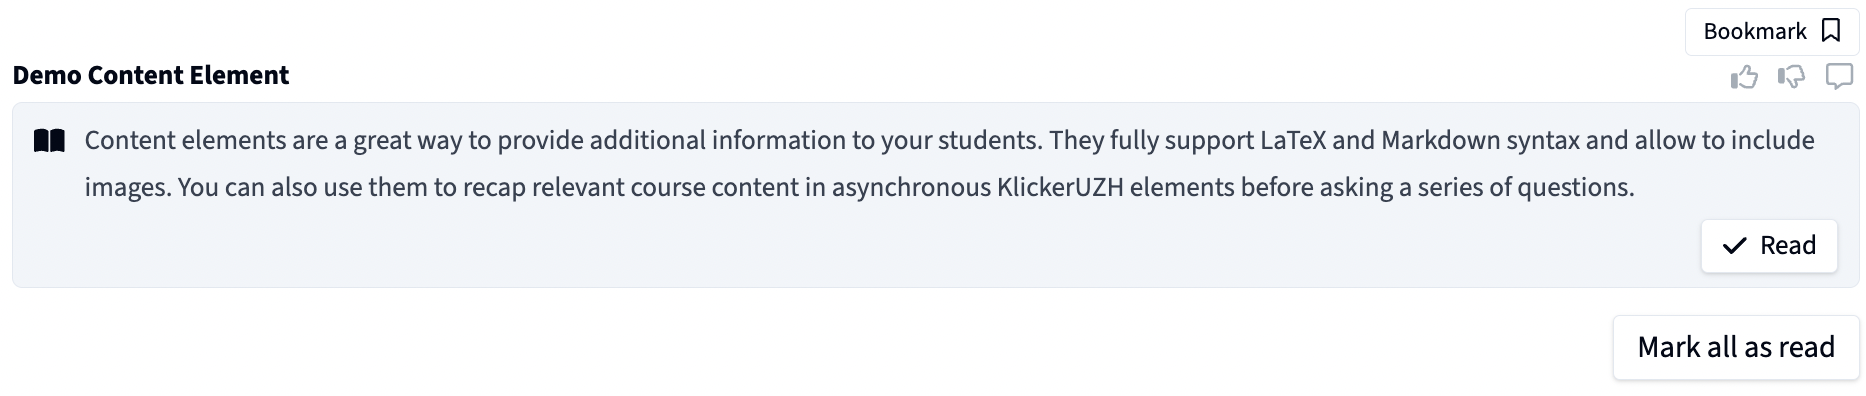 Bookmark
Demo Content Element
Content elements are a great way to provide additional information to your students. They fully support LaTeX and Markdown syntax and allow to include
images. You can also use them to recap relevant course content in asynchronous KlickerUZH elements before asking a series of questions.
Read
Mark all as read